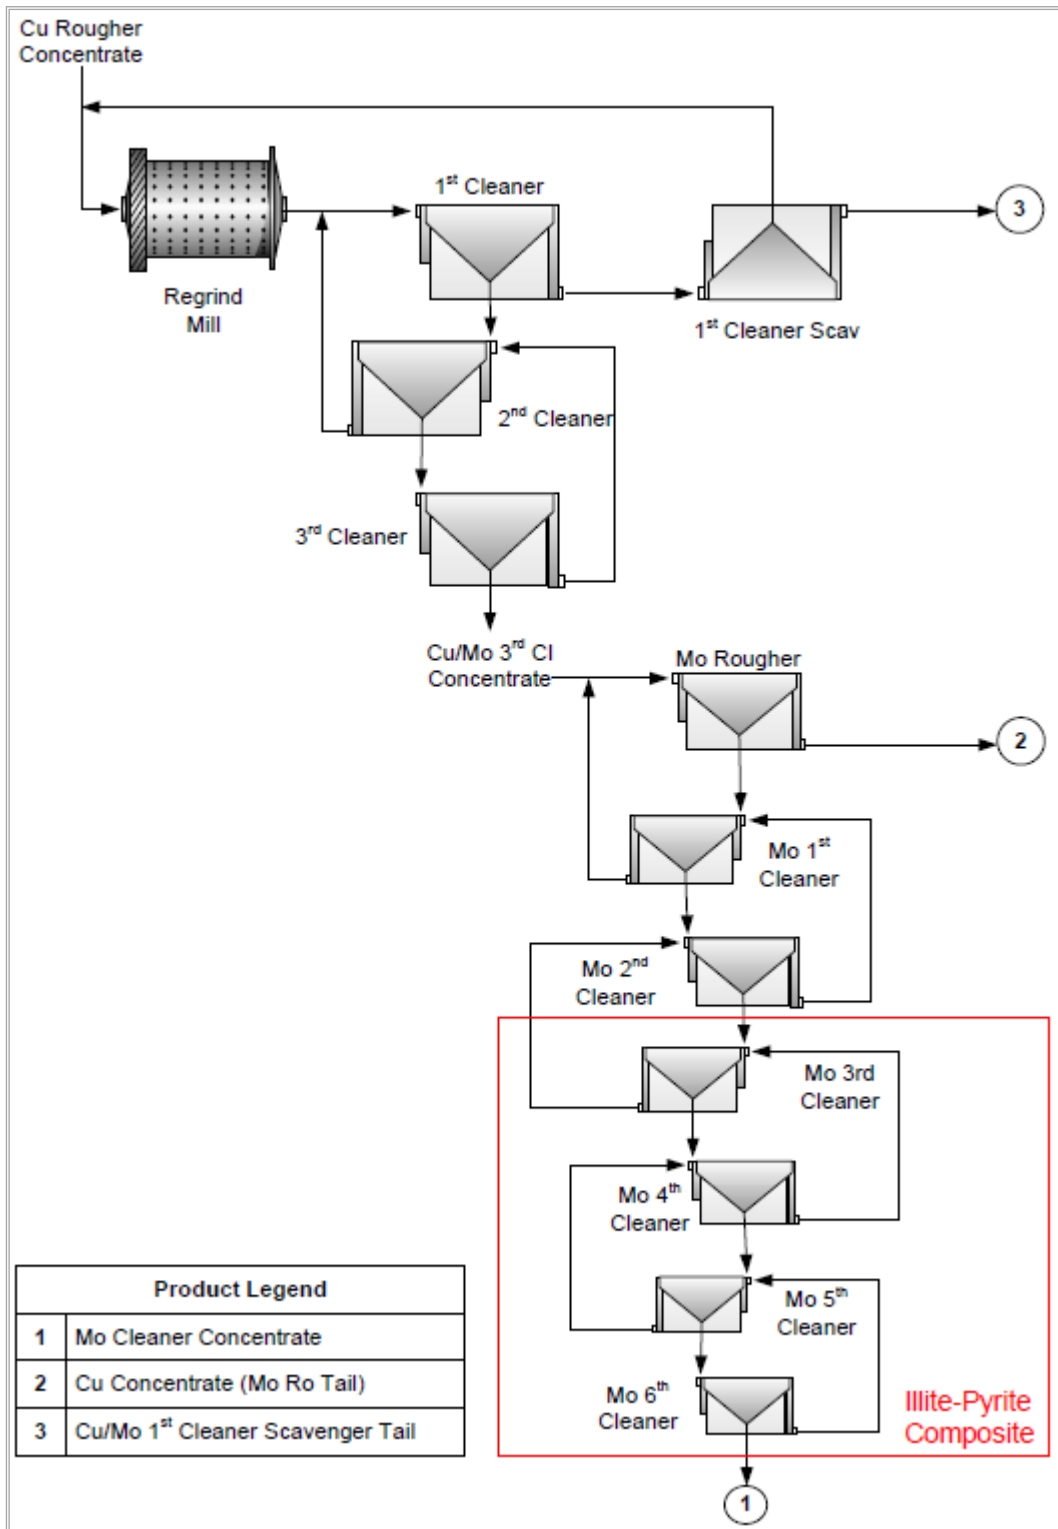 Cu Rougher
Concentrate
1st Cleaner
3
Regrind
Mill
1st Cleaner Scav
2nd Cleaner
3rd Cleaner
Cu/Mo 3rd Cl
Concentrate
Mo Rougher
2
Mo 1st
Cleaner
Mo 2nd
Cleaner
Mo 3rd
Cleaner
Mo 4th
Cleaner
Mo 5th
Cleaner
Mo 6th
Cleaner
Illite-Pyrite
Composite
1
Product Legend
1 Mo Cleaner Concentrate
2 Cu Concentrate (Mo Ro Tail)
3 Cu/Mo 1st Cleaner Scavenger Tail